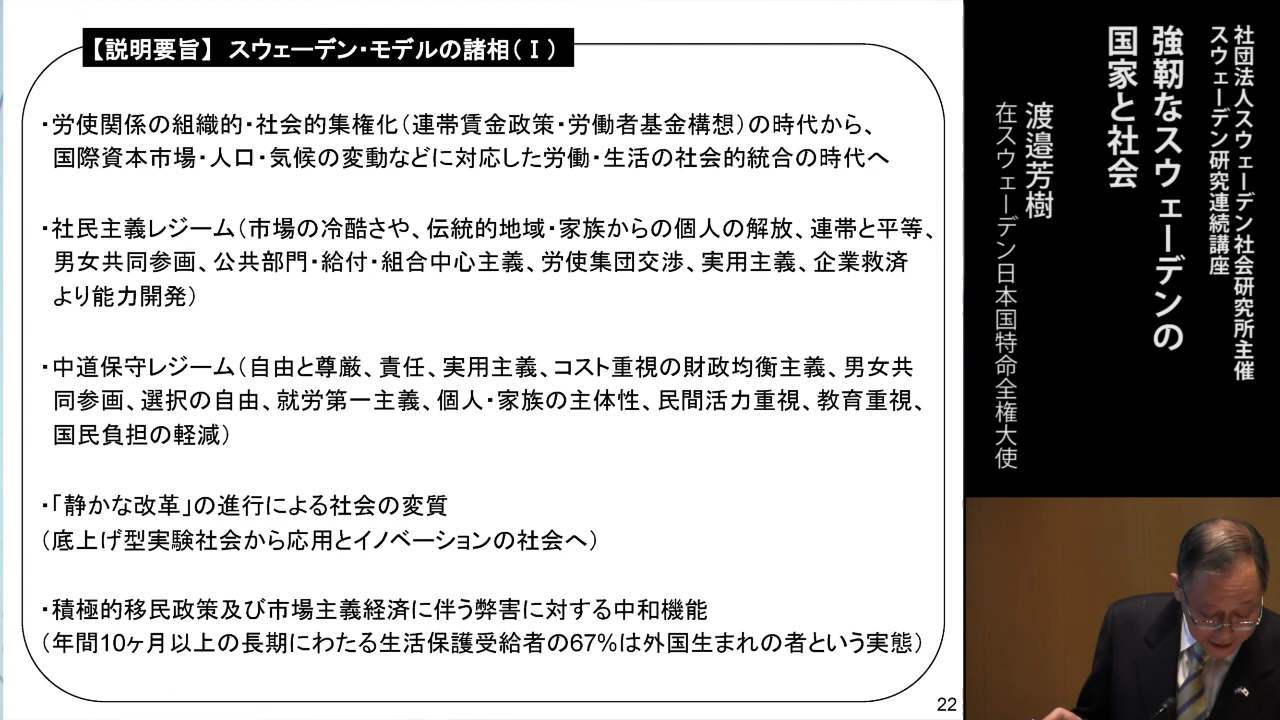 【説明要旨】 スウェーデン・モデルの諸相（Ⅰ）
・労使関係の組織的・社会的集権化（連帯賃金政策・労働者基金構想）の時代から、
国際資本市場・人口・気候の変動などに対応した労働・生活の社会的統合の時代へ
・社民主義レジーム（市場の冷酷さや、伝統的地域・家族からの個人の解放、連帯と平等、
男女共同参画、公共部門・給付・組合中心主義、労使集団交渉、実用主義、企業救済
より能力開発）
・中道保守レジーム（自由と尊厳、責任、実用主義、コスト重視の財政均衡主義、男女共
同参画、選択の自由、就労第一主義、個人・家族の主体性、民間活力重視、教育重視、
国民負担の軽減）
・「静かな改革」の進行による社会の変質
（底上げ型実験社会から応用とイノベーションの社会へ）
・積極的移民政策及び市場主義経済に伴う弊害に対する中和機能
（年間10ヶ月以上の長期にわたる生活保護受給者の67%は外国生まれの者という実態）
22
社団法人スウェーデン社会研究所主催
スウェーデン研究連続講座
強靭なスウェーデンの
国家と社会
渡邉芳樹
在スウェーデン日本国特命全権大使